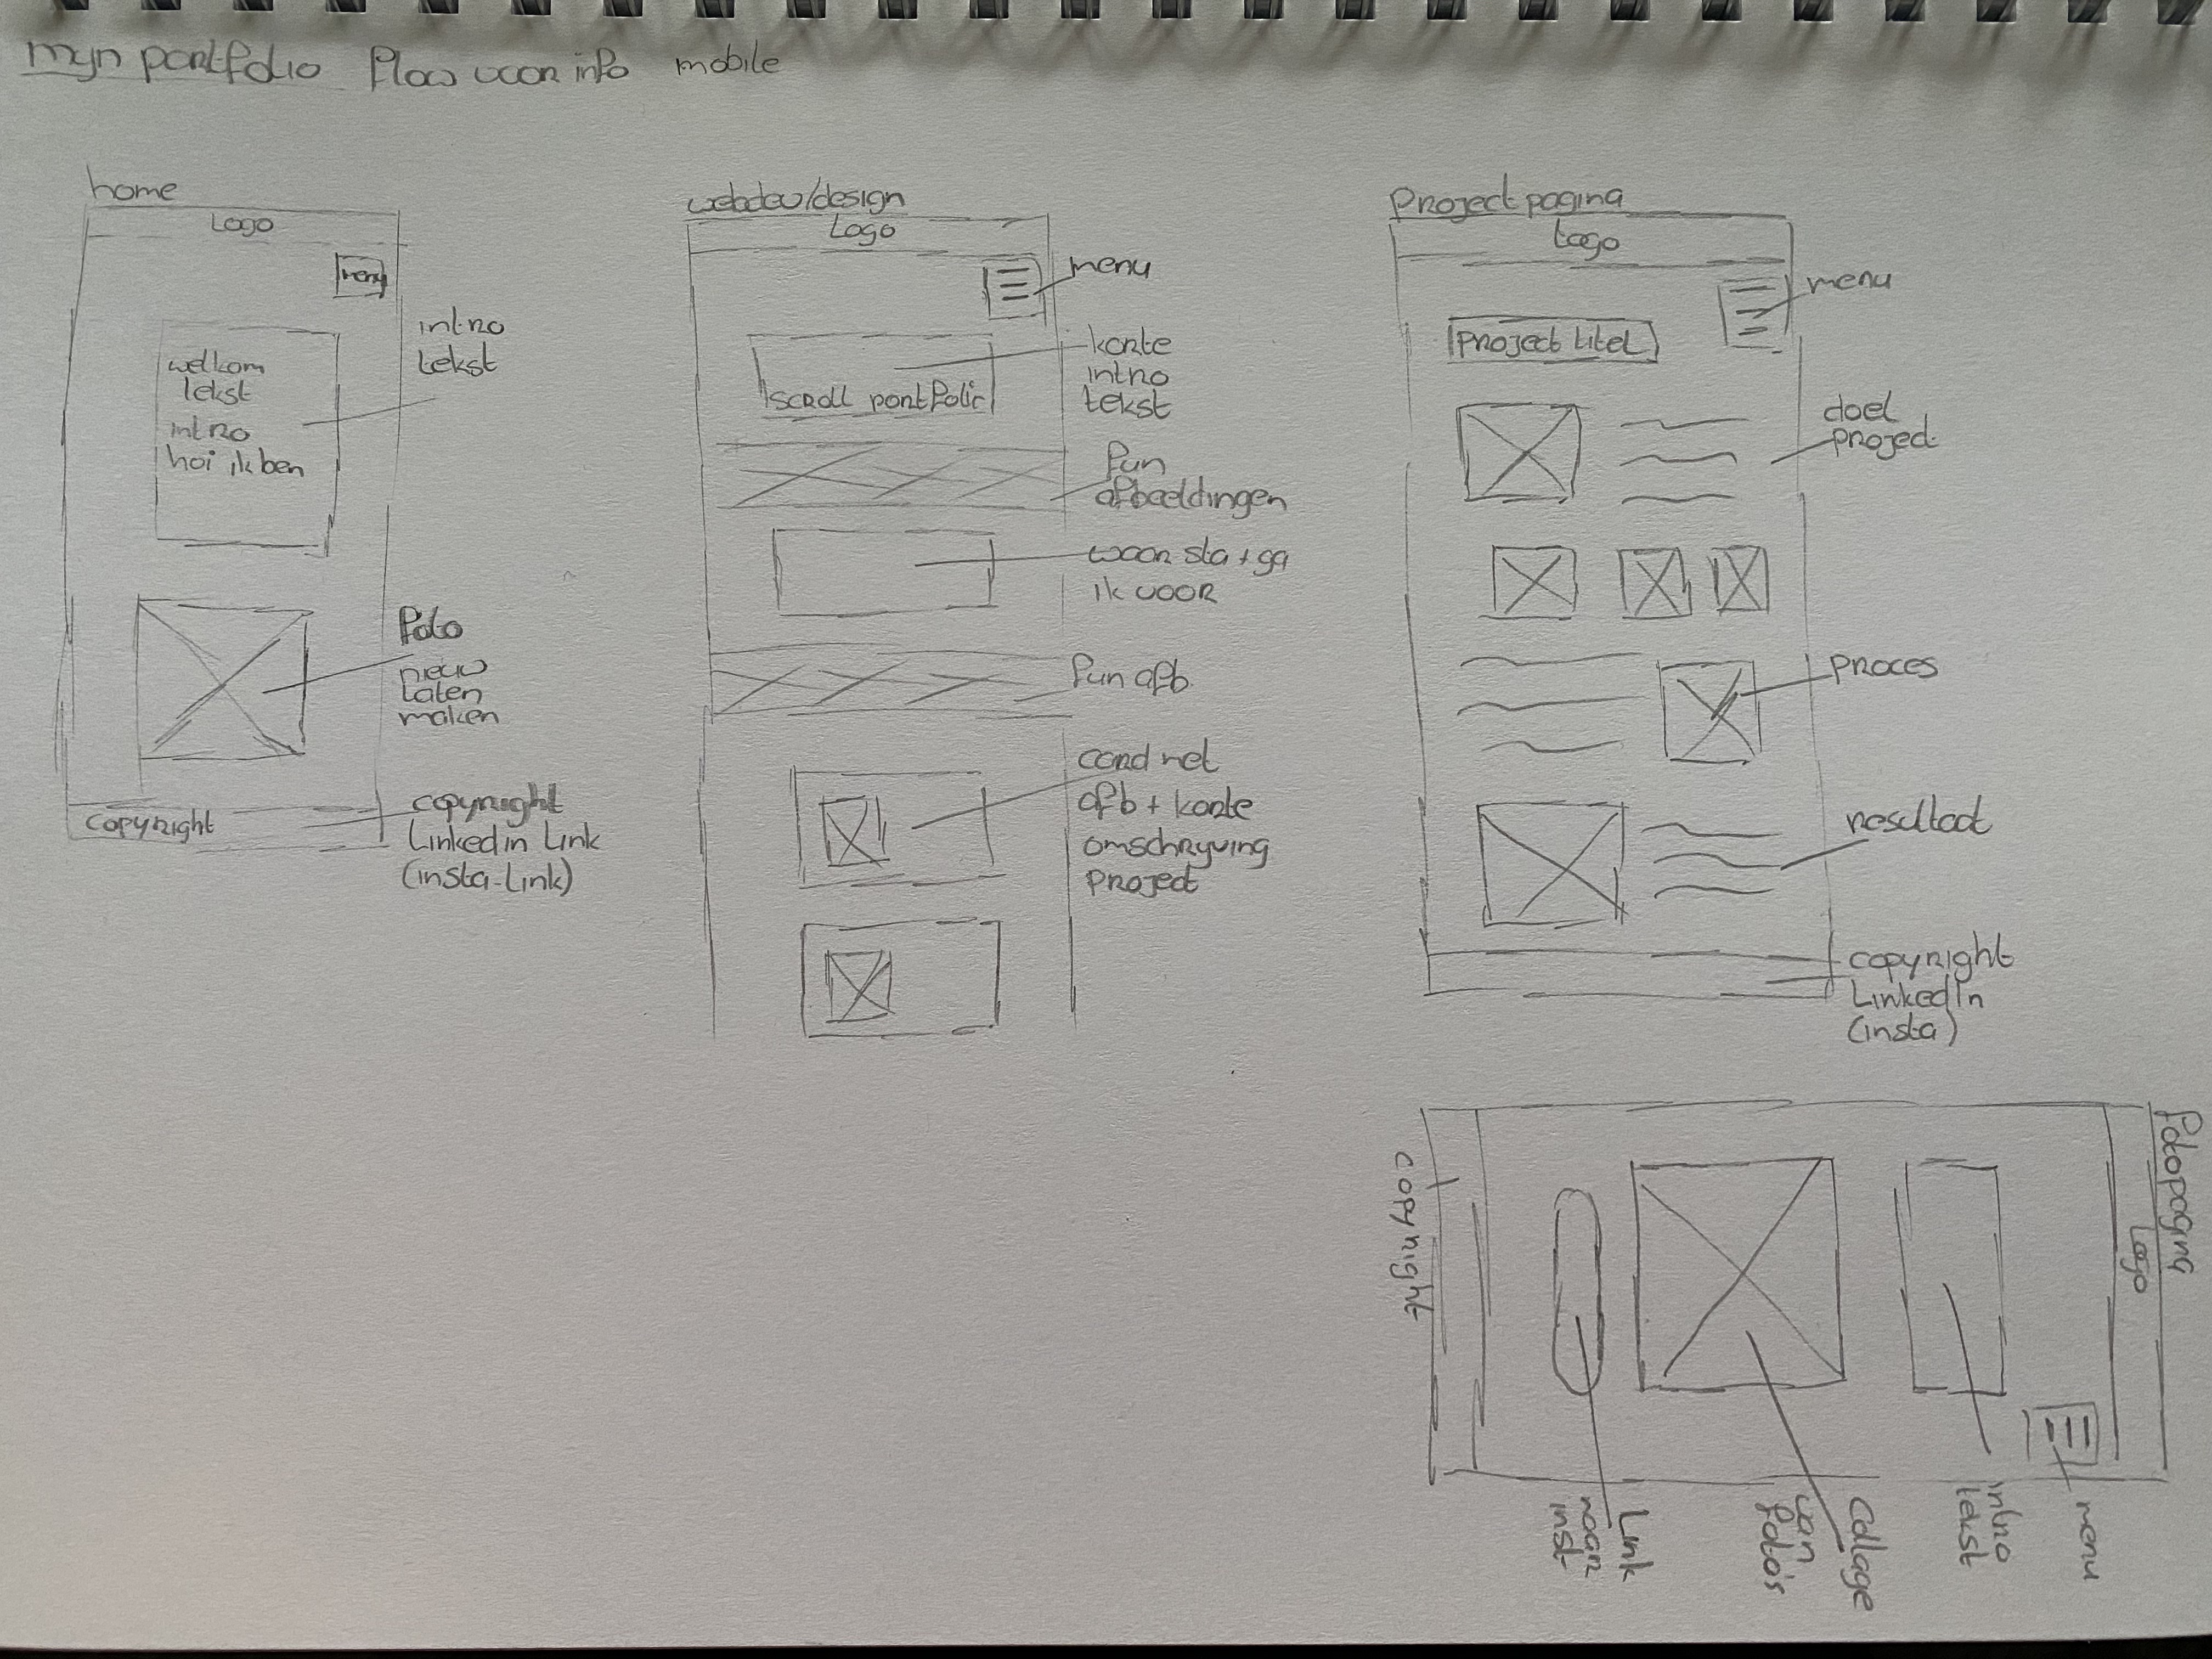 mijn portfolio flow voor info mobile
home
Logo
menu
welkom
tekst
intro
hoi ik ben
intro
tekst
foto
nieuw
laten
maken
copyright
copyright
Linkedin Link
(insta-link)
webdev/design
Logo
menu
scroll portfolio
korte
intro
tekst
fun
afbeeldingen
waar sta + ga
ik voor
fun afb.
card met
afb + korte
omschrijving
project
Project pagina
Logo
menu
project titel
doel
project
proces
resultaat
copyright
LinkedIn
(insta)
Fotopagina
Logo
menu
intro
tekst
Collage
van
foto's
Link
naar
inst
copyright